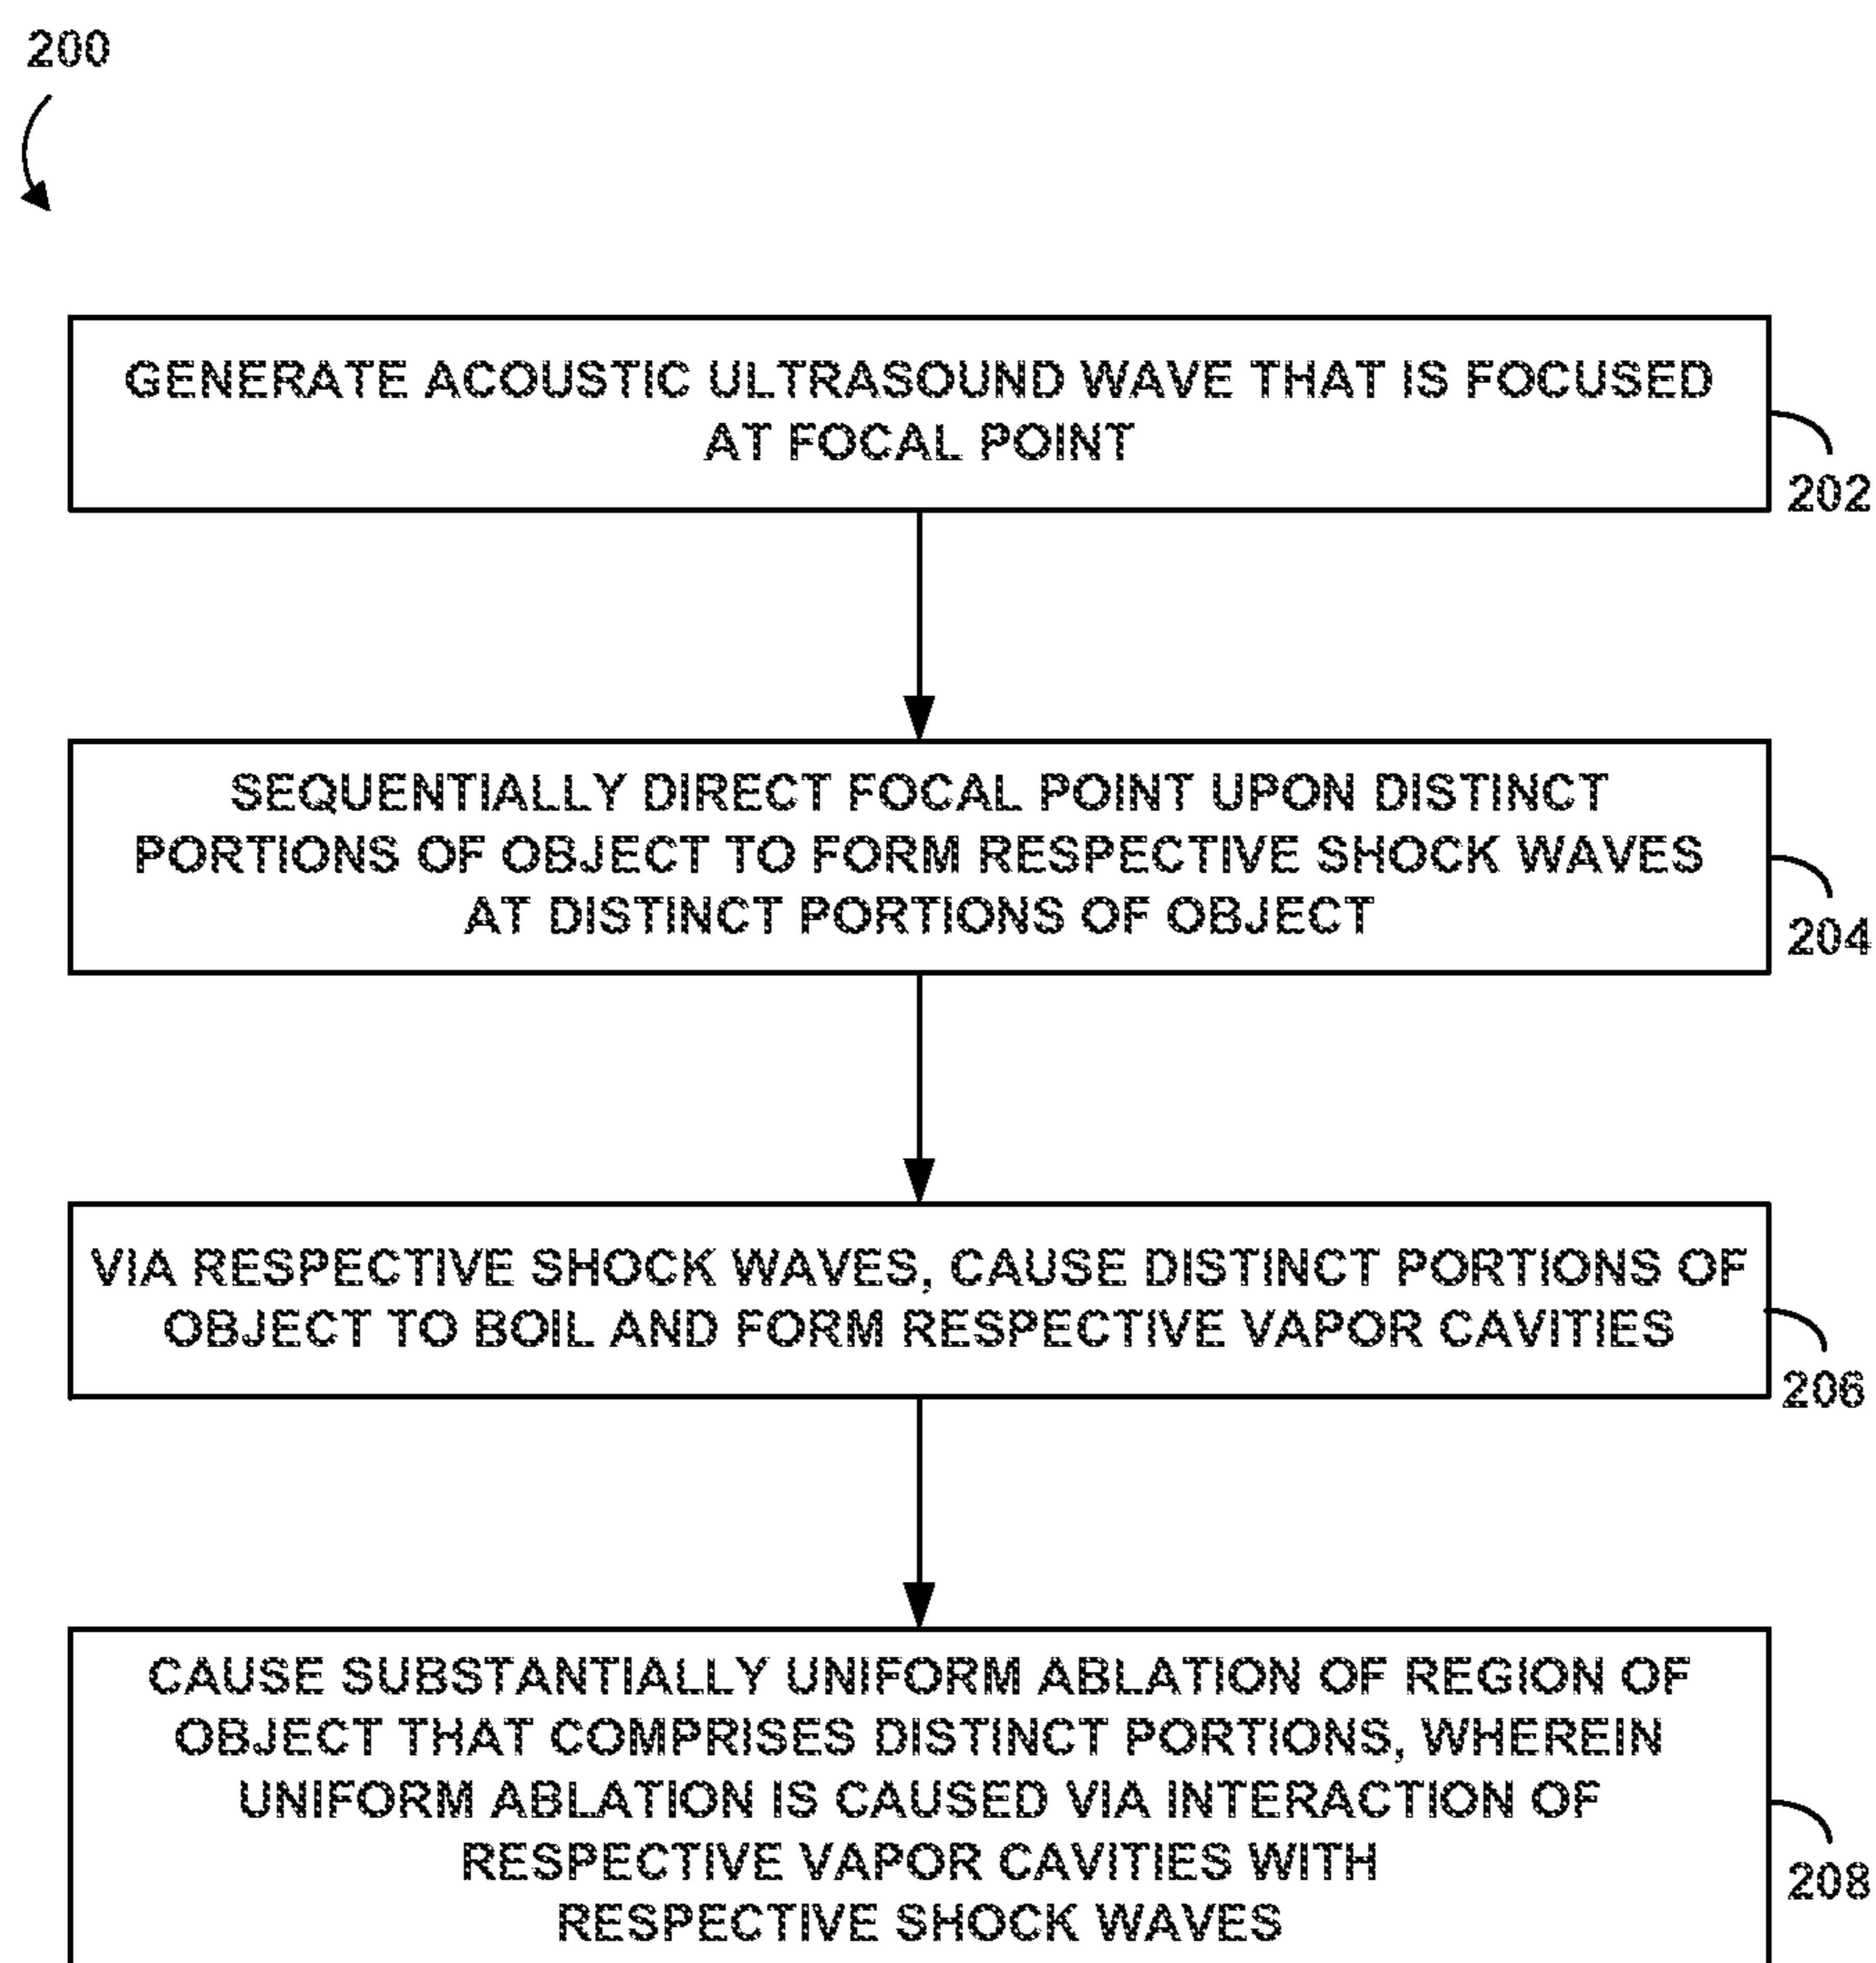 200
GENERATE ACOUSTIC ULTRASOUND WAVE THAT IS FOCUSED
AT FOCAL POINT
202
SEQUENTIALLY DIRECT FOCAL POINT UPON DISTINCT
PORTIONS OF OBJECT TO FORM RESPECTIVE SHOCK WAVES
AT DISTINCT PORTIONS OF OBJECT
204
VIA RESPECTIVE SHOCK WAVES, CAUSE DISTINCT PORTIONS OF
OBJECT TO BOIL AND FORM RESPECTIVE VAPOR CAVITIES
206
CAUSE SUBSTANTIALLY UNIFORM ABLATION OF REGION OF
OBJECT THAT COMPRISES DISTINCT PORTIONS, WHEREIN
UNIFORM ABLATION IS CAUSED VIA INTERACTION OF
RESPECTIVE VAPOR CAVITIES WITH
RESPECTIVE SHOCK WAVES
208